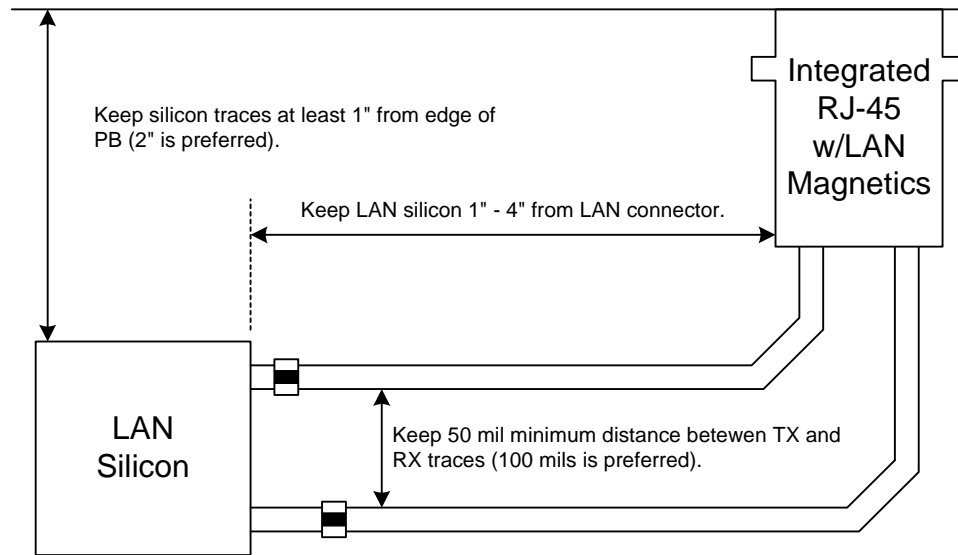 Integrated
RJ-45
w/LAN
Magnetics
Keep silicon traces at least 1" from edge of
PB (2" is preferred).
Keep LAN silicon 1" - 4" from LAN connector.
LAN
Silicon
Keep 50 mil minimum distance betewen TX and
RX traces (100 mils is preferred).